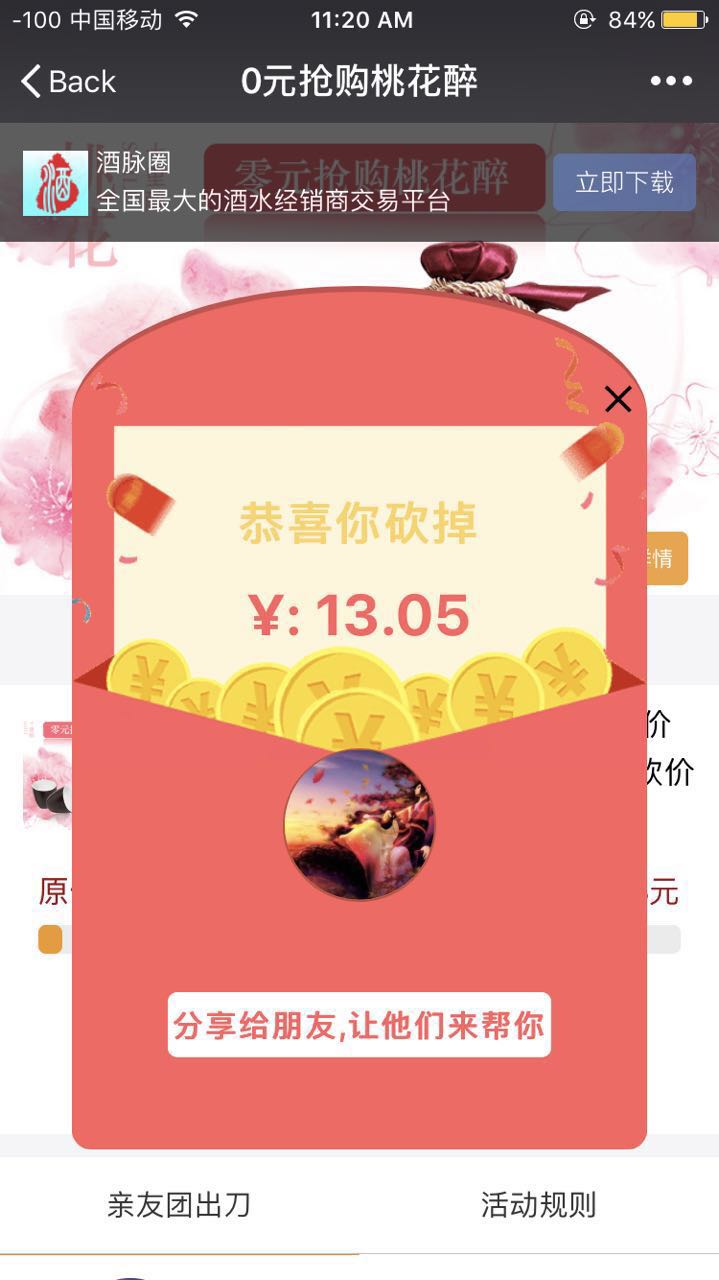 -100 中国移动 11:20 AM 84%
Back 0元抢购桃花醉
酒脉圈
零元抢购桃花醉
全国最大的酒水经销商交易平台
立即下载
恭喜你砍掉
详情
¥: 13.05
价
砍价
原
元
分享给朋友,让他们来帮你
亲友团出刀 活动规则